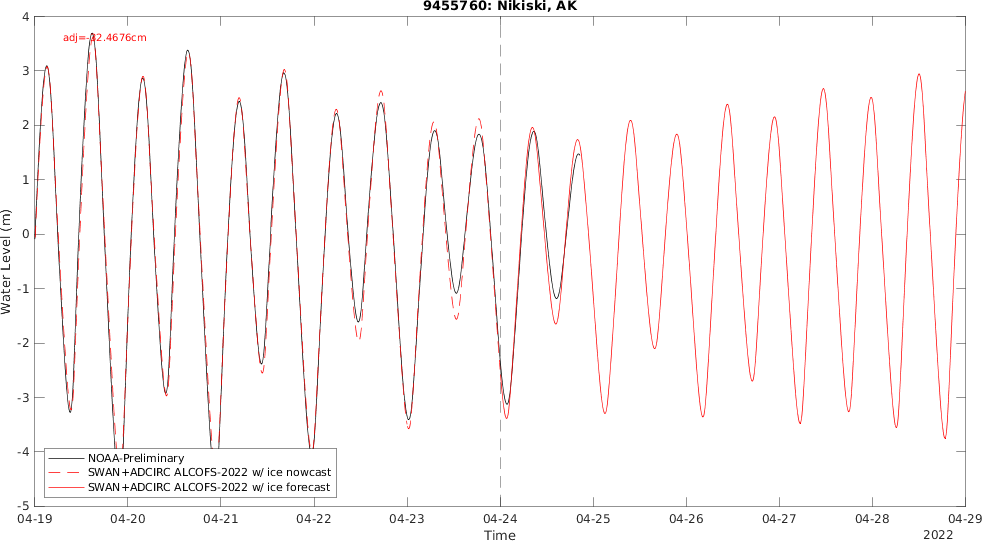 9455760: Nikiski, AK
adj=-32.4676cm
4
3
2
1
0
-1
-2
-3
-4
-5
Water Level (m)
NOAA-Preliminary
SWAN+ADCIRC ALCOFS-2022 w/ ice nowcast
SWAN+ADCIRC ALCOFS-2022 w/ ice forecast
04-19 04-20 04-21 04-22 04-23 04-24 04-25 04-26 04-27 04-28 04-29
Time
2022